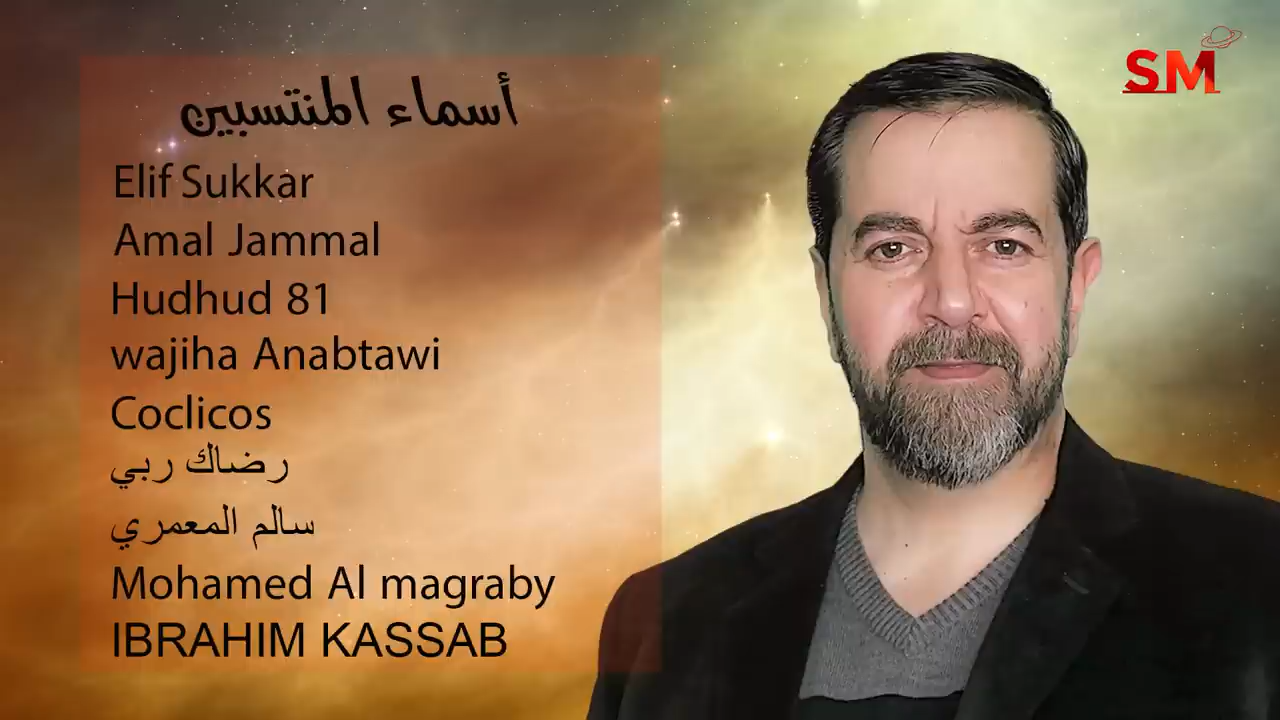 SM
أسماء المنتسبين
Elif Sukkar
Amal Jammal
Hudhud 81
wajiha Anabtawi
Coclicos
رضاك ربي
سالم المعمري
Mohamed Al magraby
IBRAHIM KASSAB